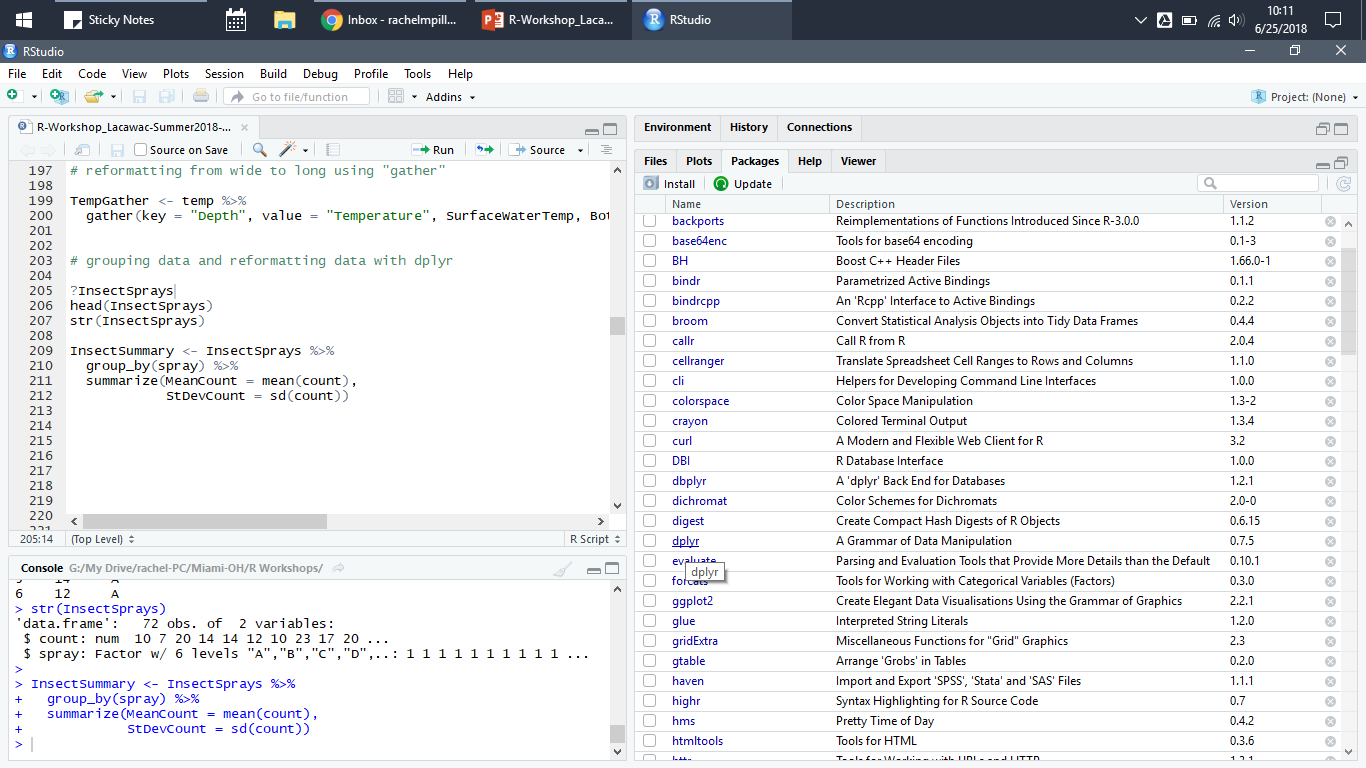 Sticky Notes
Inbox - rachelmpill...
R-Workshop_Lacaw...
RStudio
10:11
6/25/2018
RStudio
File Edit Code View Plots Session Build Debug Profile Tools Help
Go to file/function
Addins
Project: (None)
R-Workshop_Lacawac-Summer2018-...
Source on Save
Run
Source
197 # reformatting from wide to long using "gather"
198
199 TempGather <- temp %>%
200 gather(key = "Depth", value = "Temperature", SurfaceWaterTemp, Bot
201
202
203 # grouping data and reformatting data with dplyr
204
205 ?InsectSprays
206 head(InsectSprays)
207 str(InsectSprays)
208
209 InsectSummary <- InsectSprays %>%
210 group_by(spray) %>%
211 summarize(MeanCount = mean(count),
212 StDevCount = sd(count))
213
214
215
216
217
218
219
220
205:14 (Top Level) R Script
Console G:/My Drive/rachel-PC/Miami-OH/R Workshops/
6 12 A
> str(InsectSprays)
'data.frame': 72 obs. of 2 variables:
$ count: num 10 7 20 14 14 12 10 23 17 20 ...
$ spray: Factor w/ 6 levels "A","B","C","D",..: 1 1 1 1 1 1 1 1 1 1 ...
>
> InsectSummary <- InsectSprays %>%
+ group_by(spray) %>%
+ summarize(MeanCount = mean(count),
+ StDevCount = sd(count))
>
Environment History Connections
Files Plots Packages Help Viewer
Install Update
Name Description Version
backports Reimplementations of Functions Introduced Since R-3.0.0 1.1.2
base64enc Tools for base64 encoding 0.1-3
BH Boost C++ Header Files 1.66.0-1
bindr Parametrized Active Bindings 0.1.1
bindrcpp An 'Rcpp' Interface to Active Bindings 0.2.2
broom Convert Statistical Analysis Objects into Tidy Data Frames 0.4.4
callr Call R from R 2.0.4
cellranger Translate Spreadsheet Cell Ranges to Rows and Columns 1.1.0
cli Helpers for Developing Command Line Interfaces 1.0.0
colorspace Color Space Manipulation 1.3-2
crayon Colored Terminal Output 1.3.4
curl A Modern and Flexible Web Client for R 3.2
DBI R Database Interface 1.0.0
dbplyr A 'dplyr' Back End for Databases 1.2.1
dichromat Color Schemes for Dichromats 2.0-0
digest Create Compact Hash Digests of R Objects 0.6.15
dplyr A Grammar of Data Manipulation 0.7.5
evaluate Parsing and Evaluation Tools that Provide More Details than the Default 0.10.1
dplyr
forcats Tools for Working with Categorical Variables (Factors) 0.3.0
ggplot2 Create Elegant Data Visualisations Using the Grammar of Graphics 2.2.1
glue Interpreted String Literals 1.2.0
gridExtra Miscellaneous Functions for "Grid" Graphics 2.3
gtable Arrange 'Grobs' in Tables 0.2.0
haven Import and Export 'SPSS', 'Stata' and 'SAS' Files 1.1.1
highr Syntax Highlighting for R Source Code 0.7
hms Pretty Time of Day 0.4.2
htmltools Tools for HTML 0.3.6